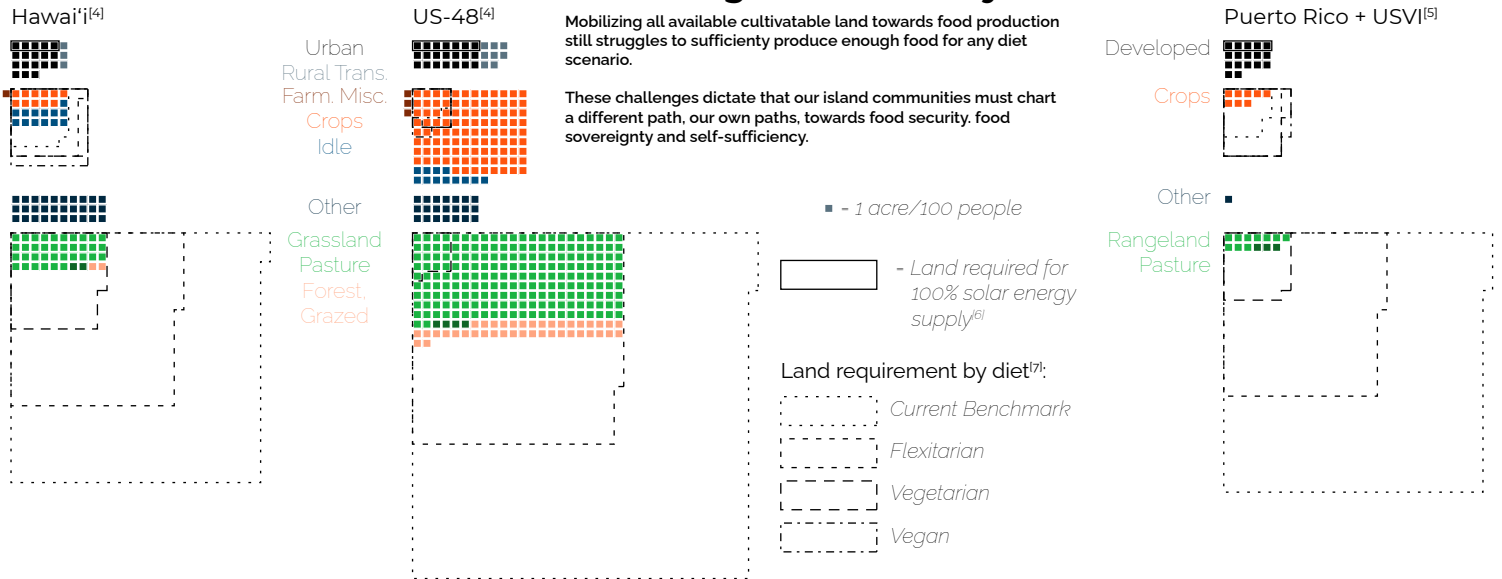 Hawai‘i[4]
US-48[4]
Mobilizing all available cultivatable land towards food production
still struggles to sufficienty produce enough food for any diet
scenario.
These challenges dictate that our island communities must chart
a different path, our own paths, towards food security. food
sovereignty and self-sufficiency.
Puerto Rico + USVI[5]
Urban
Rural Trans.
Farm. Misc.
Crops
Idle
Other
Grassland
Pasture
Forest,
Grazed
Developed
Crops
Other
Rangeland
Pasture
- 1 acre/100 people
- Land required for
100% solar energy
supply[6]
Land requirement by diet[7]:
Current Benchmark
Flexitarian
Vegetarian
Vegan